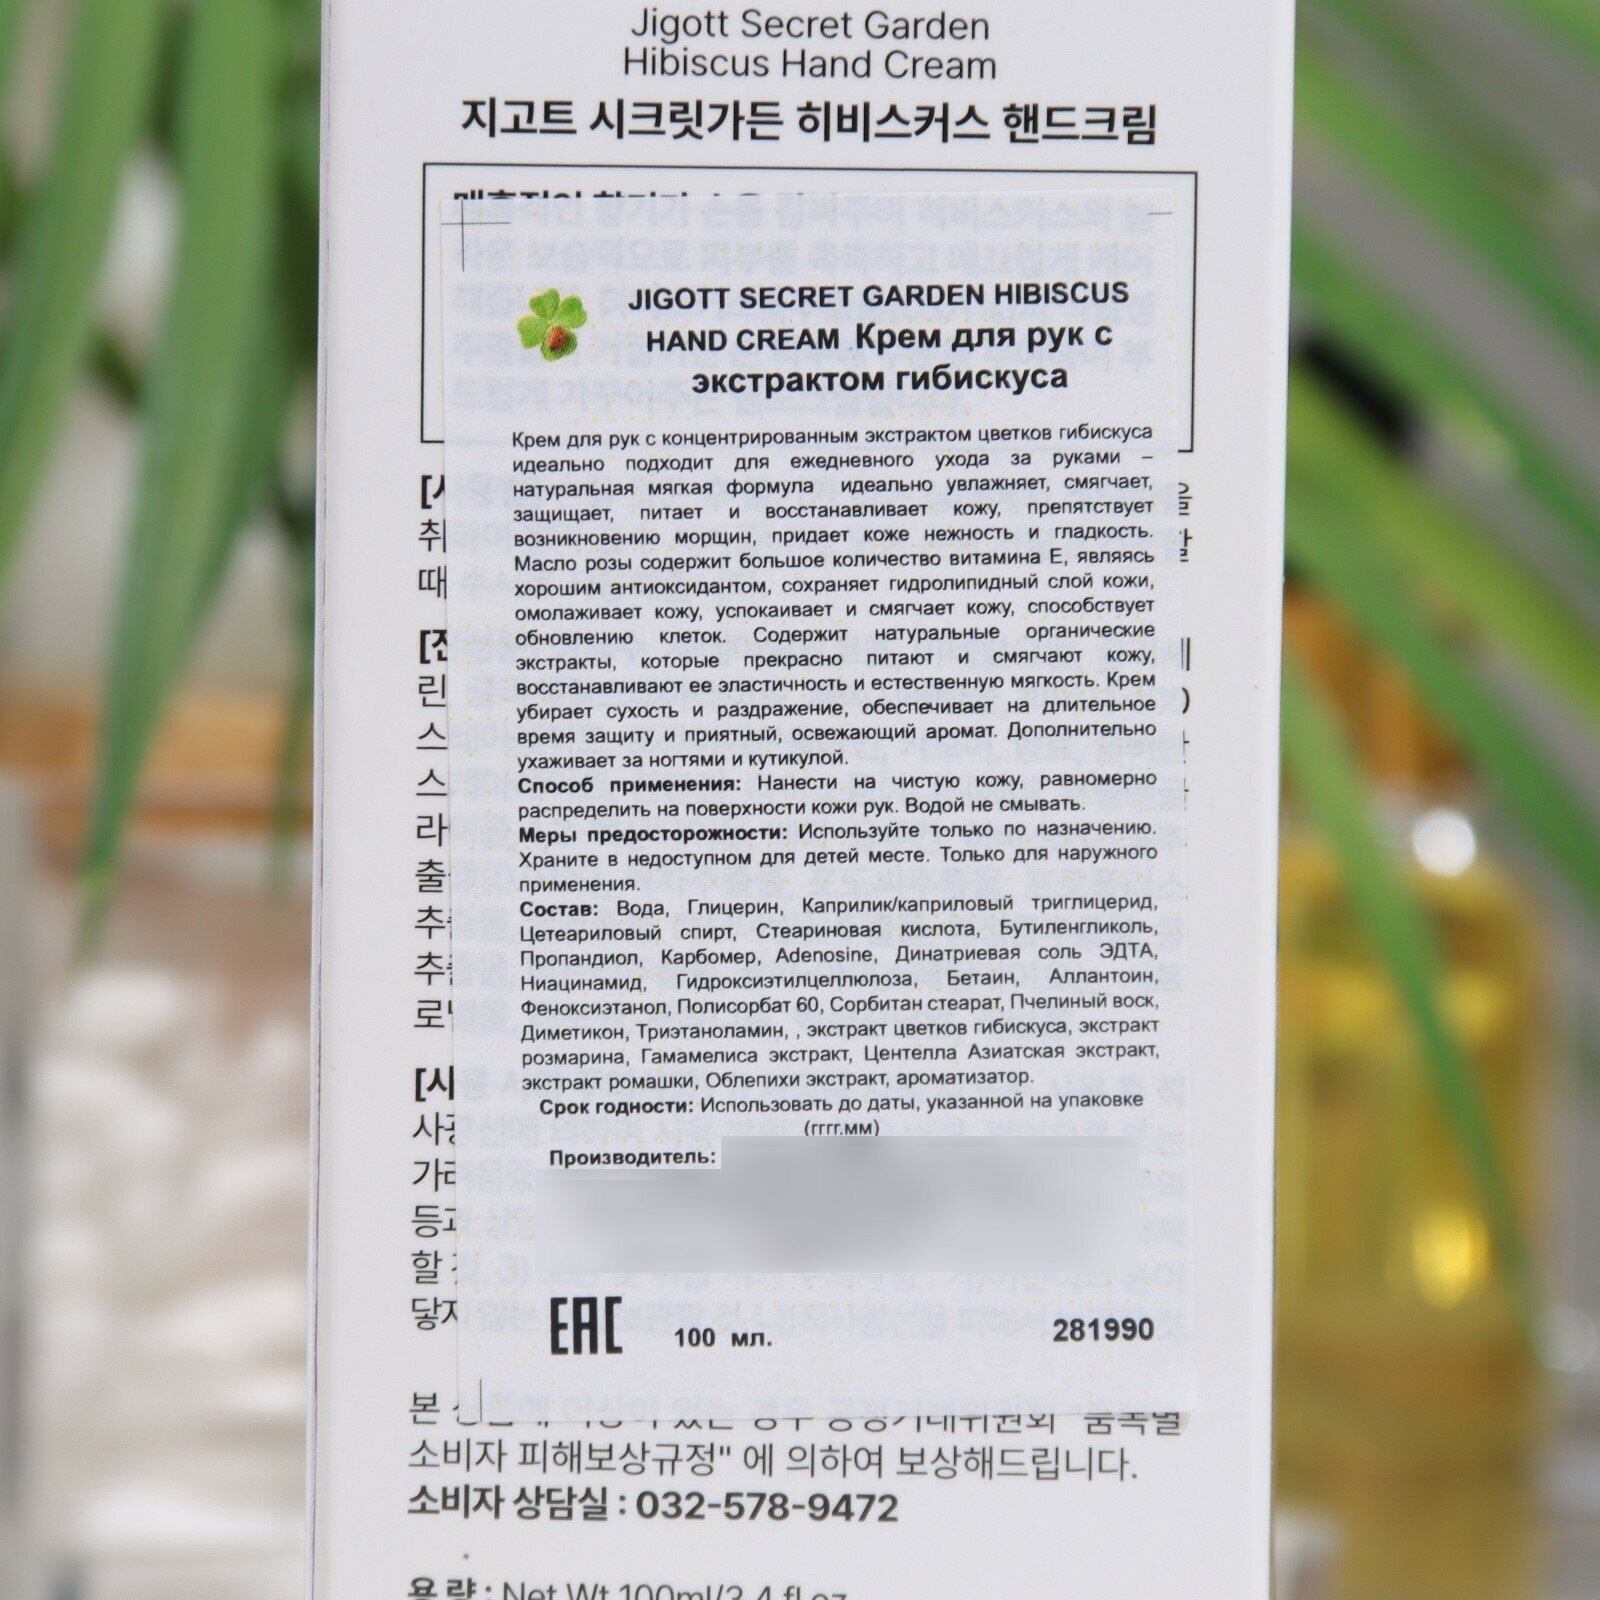 Jigott Secret Garden
Hibiscus Hand Cream
지고트 시크릿가든 히비스커스 핸드크림
JIGOTT SECRET GARDEN HIBISCUS
HAND CREAM Крем для рук с
экстрактом гибискуса
Крем для рук с концентрированным экстрактом цветков гибискуса
идеально подходит для ежедневного ухода за руками –
натуральная мягкая формула идеально увлажняет, смягчает,
защищает, питает и восстанавливает кожу, препятствует
возникновению морщин, придает коже нежность и гладкость.
Масло розы содержит большое количество витамина Е, являясь
хорошим антиоксидантом, сохраняет гидролипидный слой кожи,
омолаживает кожу, успокаивает и смягчает кожу, способствует
обновлению клеток. Содержит натуральные органические
экстракты, которые прекрасно питают и смягчают кожу,
восстанавливают ее эластичность и естественную мягкость. Крем
убирает сухость и раздражение, обеспечивает на длительное
время защиту и приятный, освежающий аромат. Дополнительно
ухаживает за ногтями и кутикулой.
Способ применения: Нанести на чистую кожу, равномерно
распределить на поверхности кожи рук. Водой не смывать.
Меры предосторожности: Используйте только по назначению.
Храните в недоступном для детей месте. Только для наружного
применения.
Состав: Вода, Глицерин, Каприлик/каприловый триглицерид,
Цетеариловый спирт, Стеариновая кислота, Бутиленгликоль,
Пропандиол, Карбомер, Adenosine, Динатриевая соль ЭДТА,
Ниацинамид, Гидроксиэтилцеллюлоза, Бетаин, Аллантоин,
Феноксиэтанол, Полисорбат 60, Сорбитан стеарат, Пчелиный воск,
Диметикон, Триэтаноламин, , экстракт цветков гибискуса, экстракт
розмарина, Гамамелиса экстракт, Центелла Азиатская экстракт,
экстракт ромашки, Облепихи экстракт, ароматизатор.
Срок годности: Использовать до даты, указанной на упаковке
(гггг.мм)
Производитель:
EAC 100 мл. 281990
본
소비자 피해보상규정" 에 의하여 보상해드립니다.
소비자 상담실 : 032-578-9472
용 량 : Net Wt 100ml/3.4 fl oz